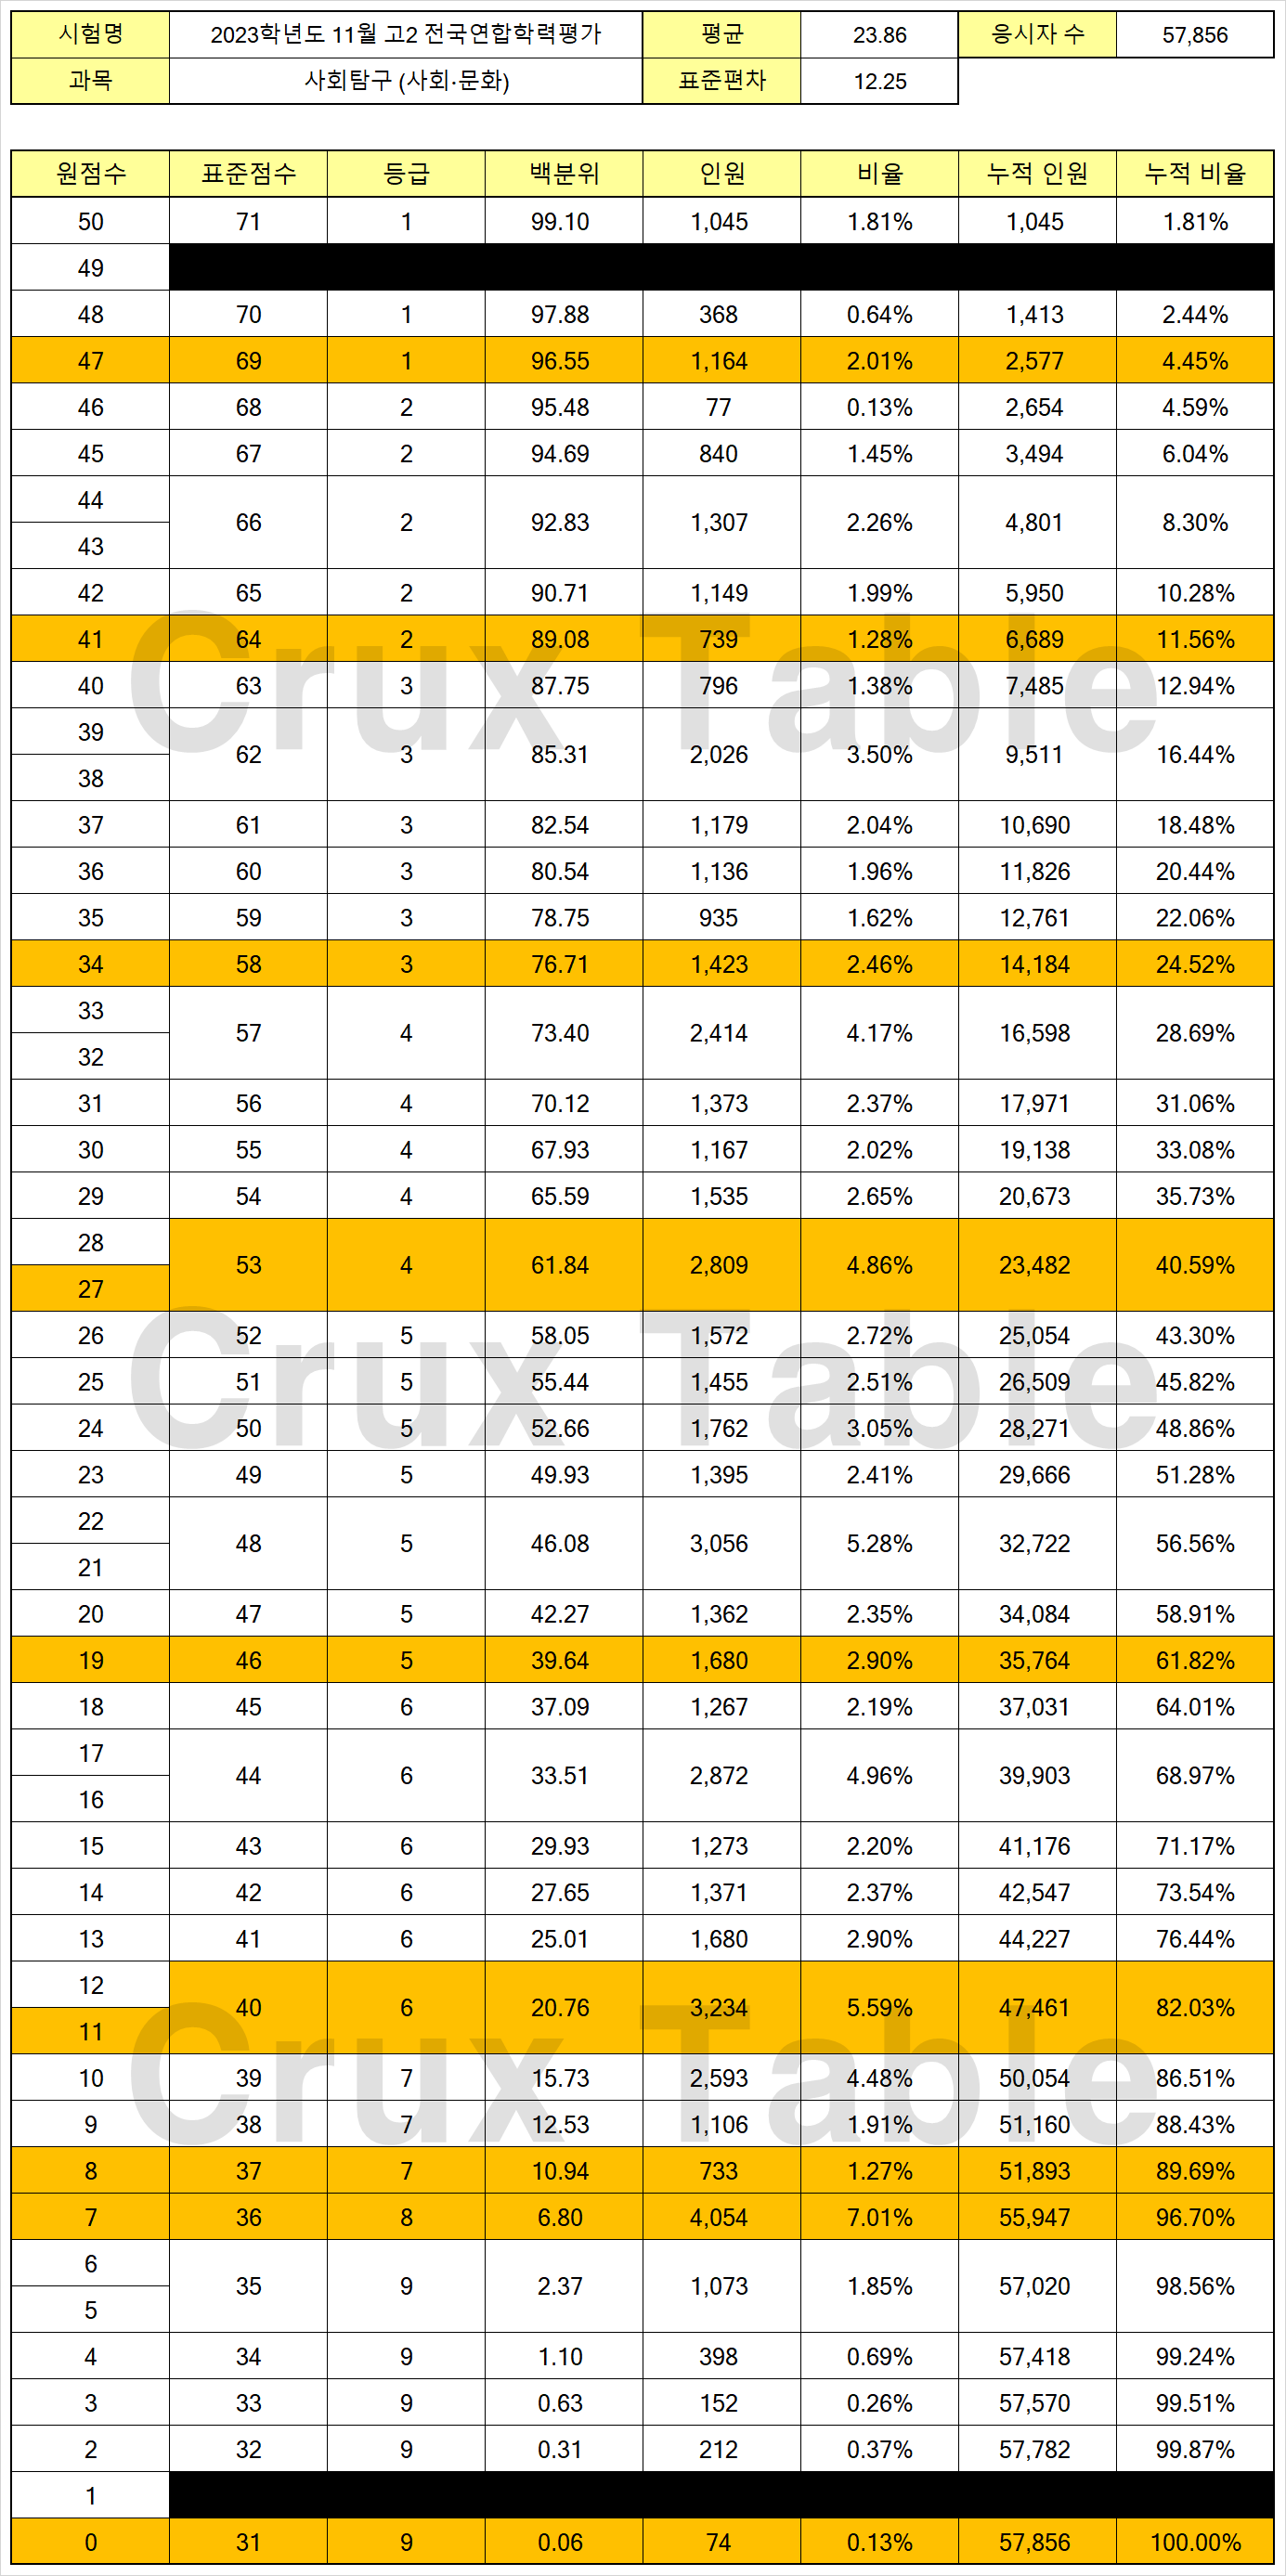 시험명 2023학년도 11월 고2 전국연합학력평가 평균 23.86 응시자 수 57,856
과목 사회탐구 (사회·문화) 표준편차 12.25
원점수 표준점수 등급 백분위 인원 비율 누적 인원 누적 비율
50 71 1 99.10 1,045 1.81% 1,045 1.81%
49
48 70 1 97.88 368 0.64% 1,413 2.44%
47 69 1 96.55 1,164 2.01% 2,577 4.45%
46 68 2 95.48 77 0.13% 2,654 4.59%
45 67 2 94.69 840 1.45% 3,494 6.04%
44
66 2 92.83 1,307 2.26% 4,801 8.30%
43
42 65 2 90.71 1,149 1.99% 5,950 10.28%
41 64 2 89.08 739 1.28% 6,689 11.56%
Crux Table
40 63 3 87.75 796 1.38% 7,485 12.94%
39
62 3 85.31 2,026 3.50% 9,511 16.44%
38
37 61 3 82.54 1,179 2.04% 10,690 18.48%
36 60 3 80.54 1,136 1.96% 11,826 20.44%
35 59 3 78.75 935 1.62% 12,761 22.06%
34 58 3 76.71 1,423 2.46% 14,184 24.52%
33
57 4 73.40 2,414 4.17% 16,598 28.69%
32
31 56 4 70.12 1,373 2.37% 17,971 31.06%
30 55 4 67.93 1,167 2.02% 19,138 33.08%
29 54 4 65.59 1,535 2.65% 20,673 35.73%
28
53 4 61.84 2,809 4.86% 23,482 40.59%
27
26 52 5 58.05 1,572 2.72% 25,054 43.30%
Crux Table
25 51 5 55.44 1,455 2.51% 26,509 45.82%
24 50 5 52.66 1,762 3.05% 28,271 48.86%
23 49 5 49.93 1,395 2.41% 29,666 51.28%
22
48 5 46.08 3,056 5.28% 32,722 56.56%
21
20 47 5 42.27 1,362 2.35% 34,084 58.91%
19 46 5 39.64 1,680 2.90% 35,764 61.82%
18 45 6 37.09 1,267 2.19% 37,031 64.01%
17
44 6 33.51 2,872 4.96% 39,903 68.97%
16
15 43 6 29.93 1,273 2.20% 41,176 71.17%
14 42 6 27.65 1,371 2.37% 42,547 73.54%
13 41 6 25.01 1,680 2.90% 44,227 76.44%
12
40 6 20.76 3,234 5.59% 47,461 82.03%
11
Crux Table
10 39 7 15.73 2,593 4.48% 50,054 86.51%
9 38 7 12.53 1,106 1.91% 51,160 88.43%
8 37 7 10.94 733 1.27% 51,893 89.69%
7 36 8 6.80 4,054 7.01% 55,947 96.70%
6
35 9 2.37 1,073 1.85% 57,020 98.56%
5
4 34 9 1.10 398 0.69% 57,418 99.24%
3 33 9 0.63 152 0.26% 57,570 99.51%
2 32 9 0.31 212 0.37% 57,782 99.87%
1
0 31 9 0.06 74 0.13% 57,856 100.00%